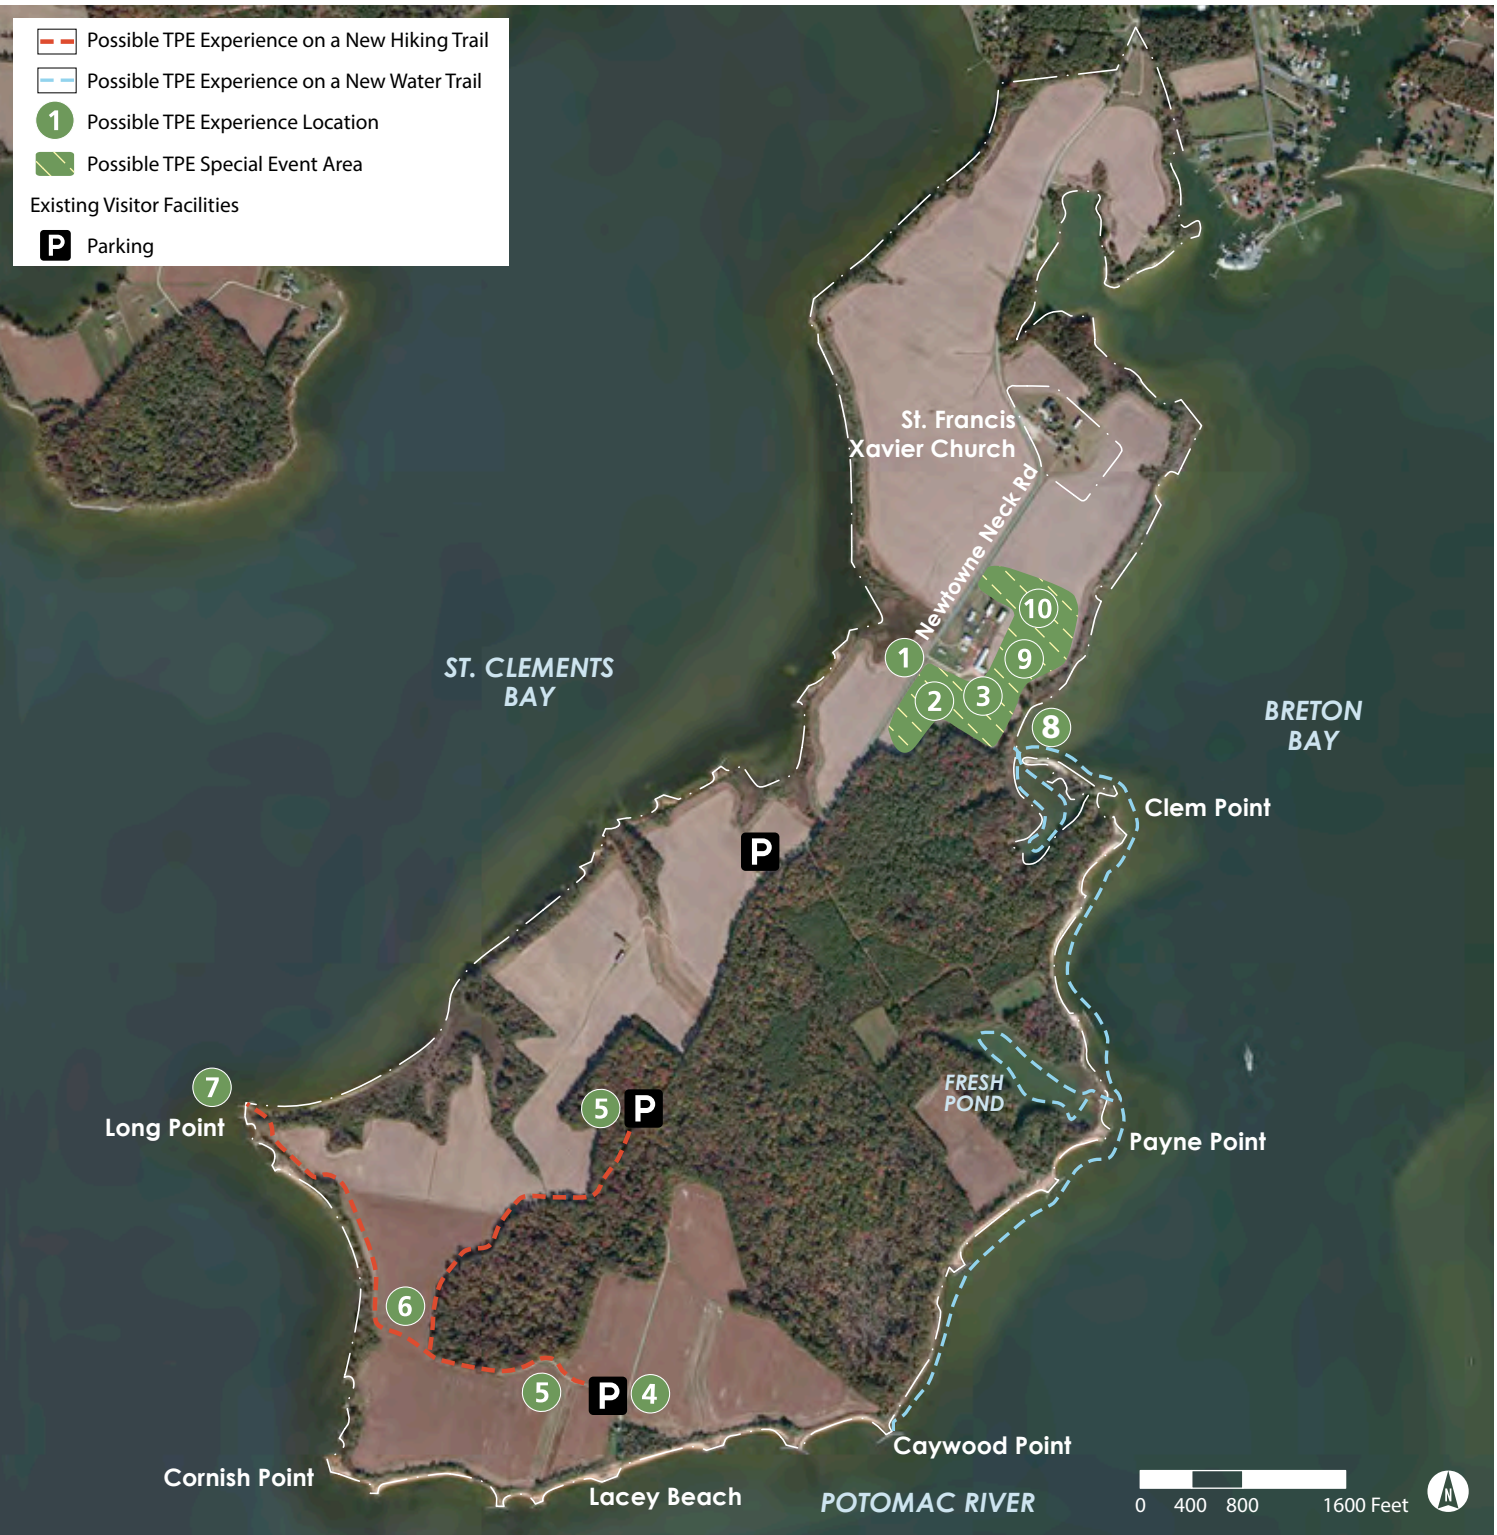 Possible TPE Experience on a New Hiking Trail
Possible TPE Experience on a New Water Trail
1 Possible TPE Experience Location
Possible TPE Special Event Area
Existing Visitor Facilities
P Parking
St. Francis
Xavier Church
Newtowne Neck Rd
10
1
9
2
3
8
ST. CLEMENTS
BAY
BRETON
BAY
Clem Point
P
7
Long Point
5 P
FRESH
POND
Payne Point
6
5
P 4
Caywood Point
Cornish Point
Lacey Beach
POTOMAC RIVER
0 400 800 1600 Feet
N